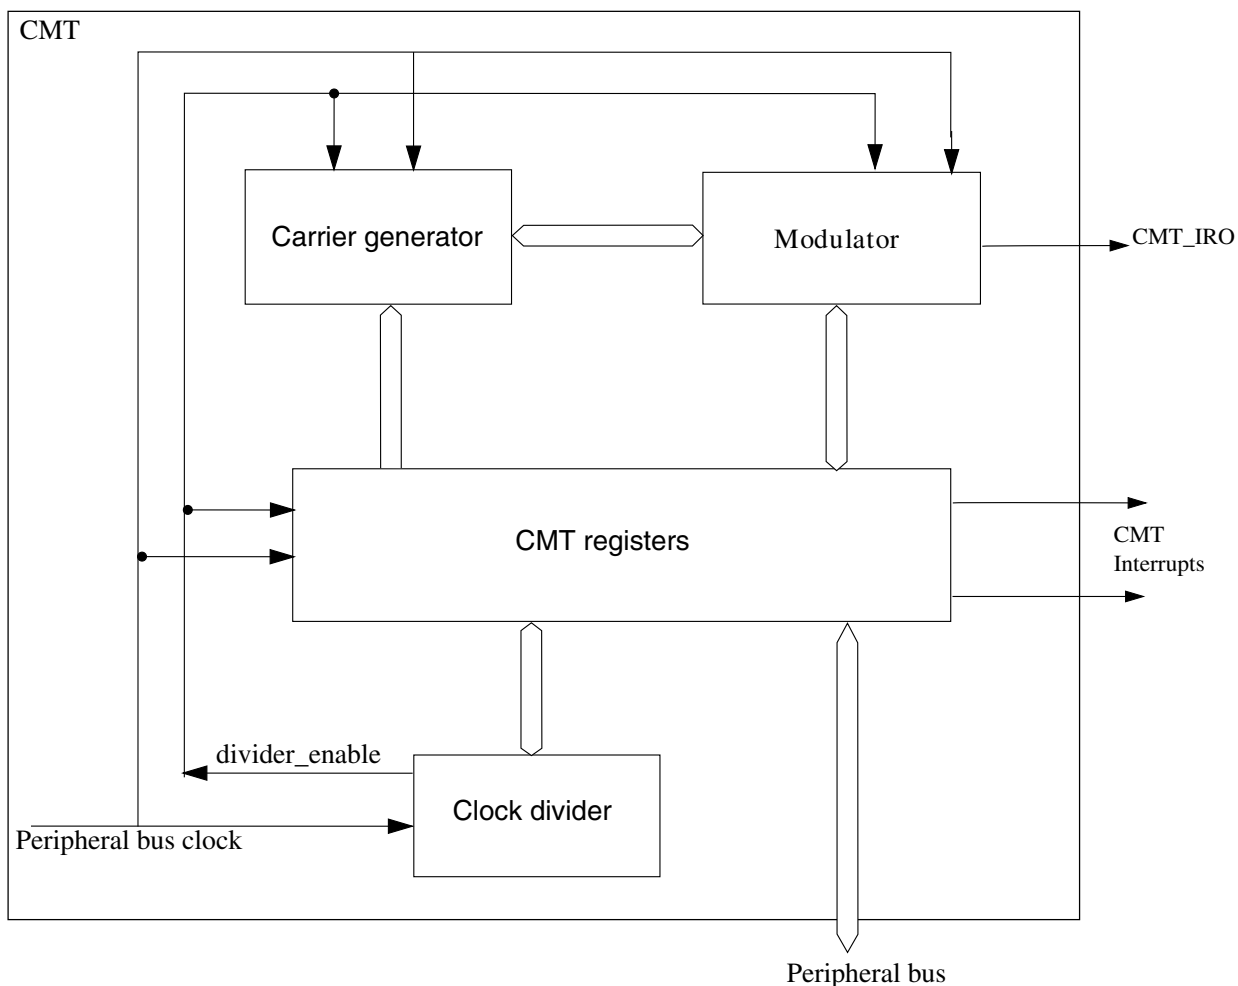 CMT
Carrier generator
Modulator
CMT_IRO
CMT registers
CMT
Interrupts
divider_enable
Clock divider
Peripheral bus clock
Peripheral bus